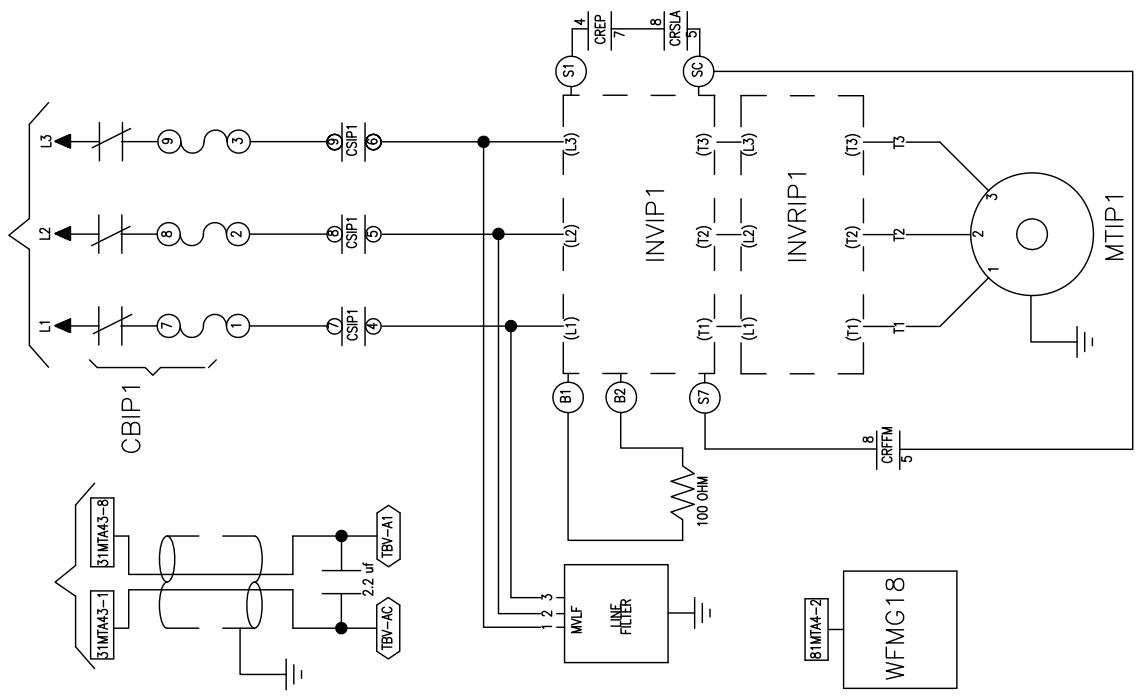 L1
L2
L3
CBIP1
7
8
9
1
2
3
7
8
9
CSIP1
CSIP1
CSIP1
4
5
6
31MTA43-1
31MTA43-8
2.2 uf
TBV-AC
TBV-A1
1
2
3
MVLF
LINE
FILTER
B1
B2
S7
100 OHM
S1
SC
4
CREP
7
8
CRSLA
5
(L1)
(L2)
(L3)
INVIP1
(T1)
(T2)
(T3)
(L1)
(L2)
(L3)
INVRIP1
(T1)
(T2)
(T3)
T1
T2
T3
1
2
3
MTIP1
8
CRFFM
5
81MTA4-2
WFMG18